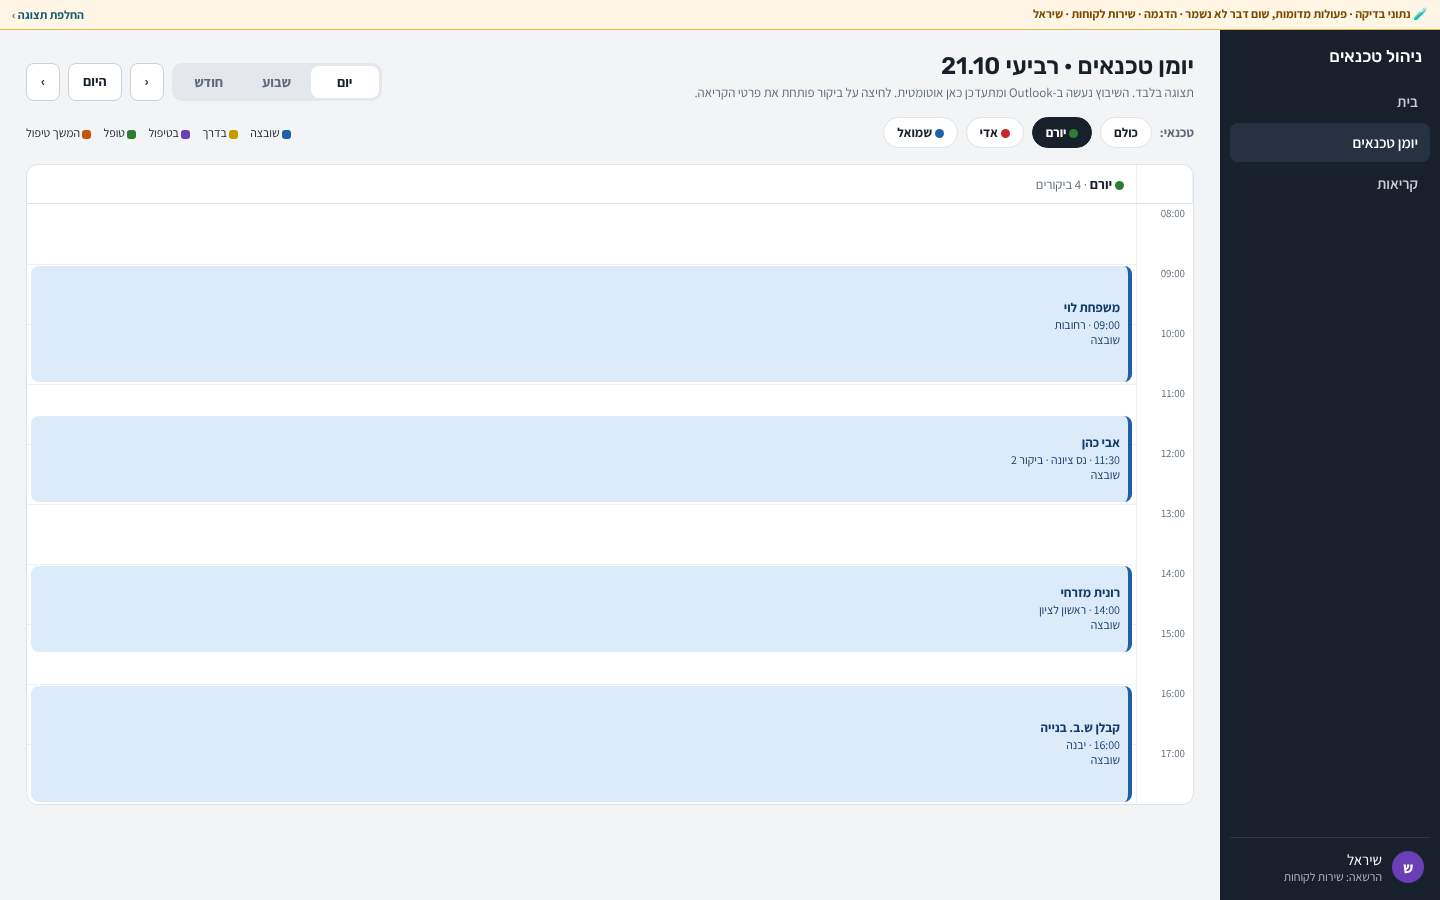 🧪 נתוני בדיקה · פעולות מדומות, שום דבר לא נשמר · הדגמה · שירות לקוחות · שיראל
החלפת תצוגה ›
ניהול טכנאים
בית
יומן טכנאים
קריאות
שיראל
הרשאה: שירות לקוחות
ש
יומן טכנאים • רביעי 21.10
תצוגה בלבד. השיבוץ נעשה ב-Outlook ומתעדכן כאן אוטומטית. לחיצה על ביקור פותחת את פרטי הקריאה.
יום
שבוע
חודש
‹
היום
›
טכנאי:
כולם
יורם
אדי
שמואל
שובצה
בדרך
בטיפול
טופל
המשך טיפול
יורם · 4 ביקורים
08:00
09:00
משפחת לוי
09:00 · רחובות
שובצה
10:00
11:00
אבי כהן
11:30 · נס ציונה · ביקור 2
שובצה
12:00
13:00
14:00
רונית מזרחי
14:00 · ראשון לציון
שובצה
15:00
16:00
קבלן ש.ב. בנייה
16:00 · יבנה
שובצה
17:00